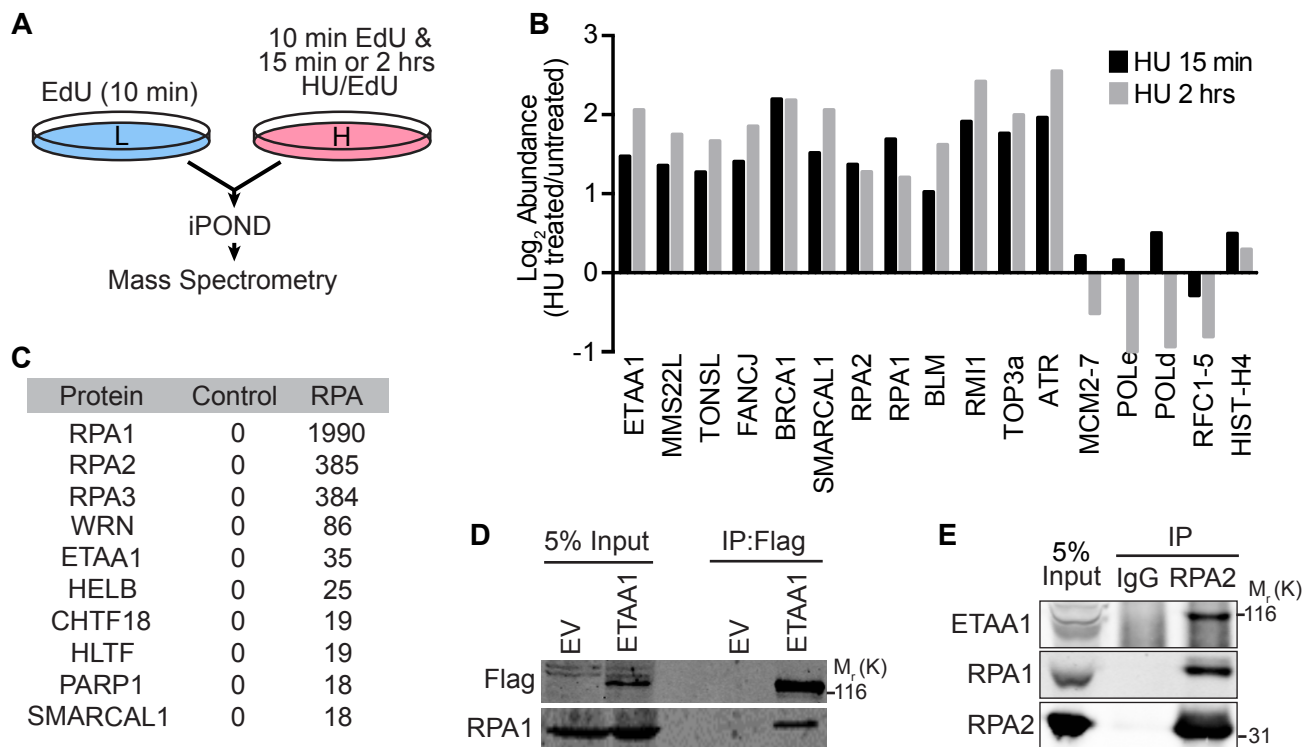 A
EdU (10 min)
10 min EdU &
15 min or 2 hrs
HU/EdU
L
H
iPOND
Mass Spectrometry
B
Log2 Abundance
(HU treated/untreated)
3
2
1
0
-1
HU 15 min
HU 2 hrs
ETAA1
MMS22L
TONSL
FANCJ
BRCA1
SMARCAL1
RPA2
RPA1
BLM
RMI1
TOP3a
ATR
MCM2-7
POLe
POLd
RFC1-5
HIST-H4
C
Protein Control RPA
RPA1 0 1990
RPA2 0 385
RPA3 0 384
WRN 0 86
ETAA1 0 35
HELB 0 25
CHTF18 0 19
HLTF 0 19
PARP1 0 18
SMARCAL1 0 18
D
5% Input IP:Flag
EV ETAA1 EV ETAA1
Mr (K)
Flag
116
RPA1
E
5%
Input
IP
IgG RPA2
Mr (K)
ETAA1
116
RPA1
RPA2
31